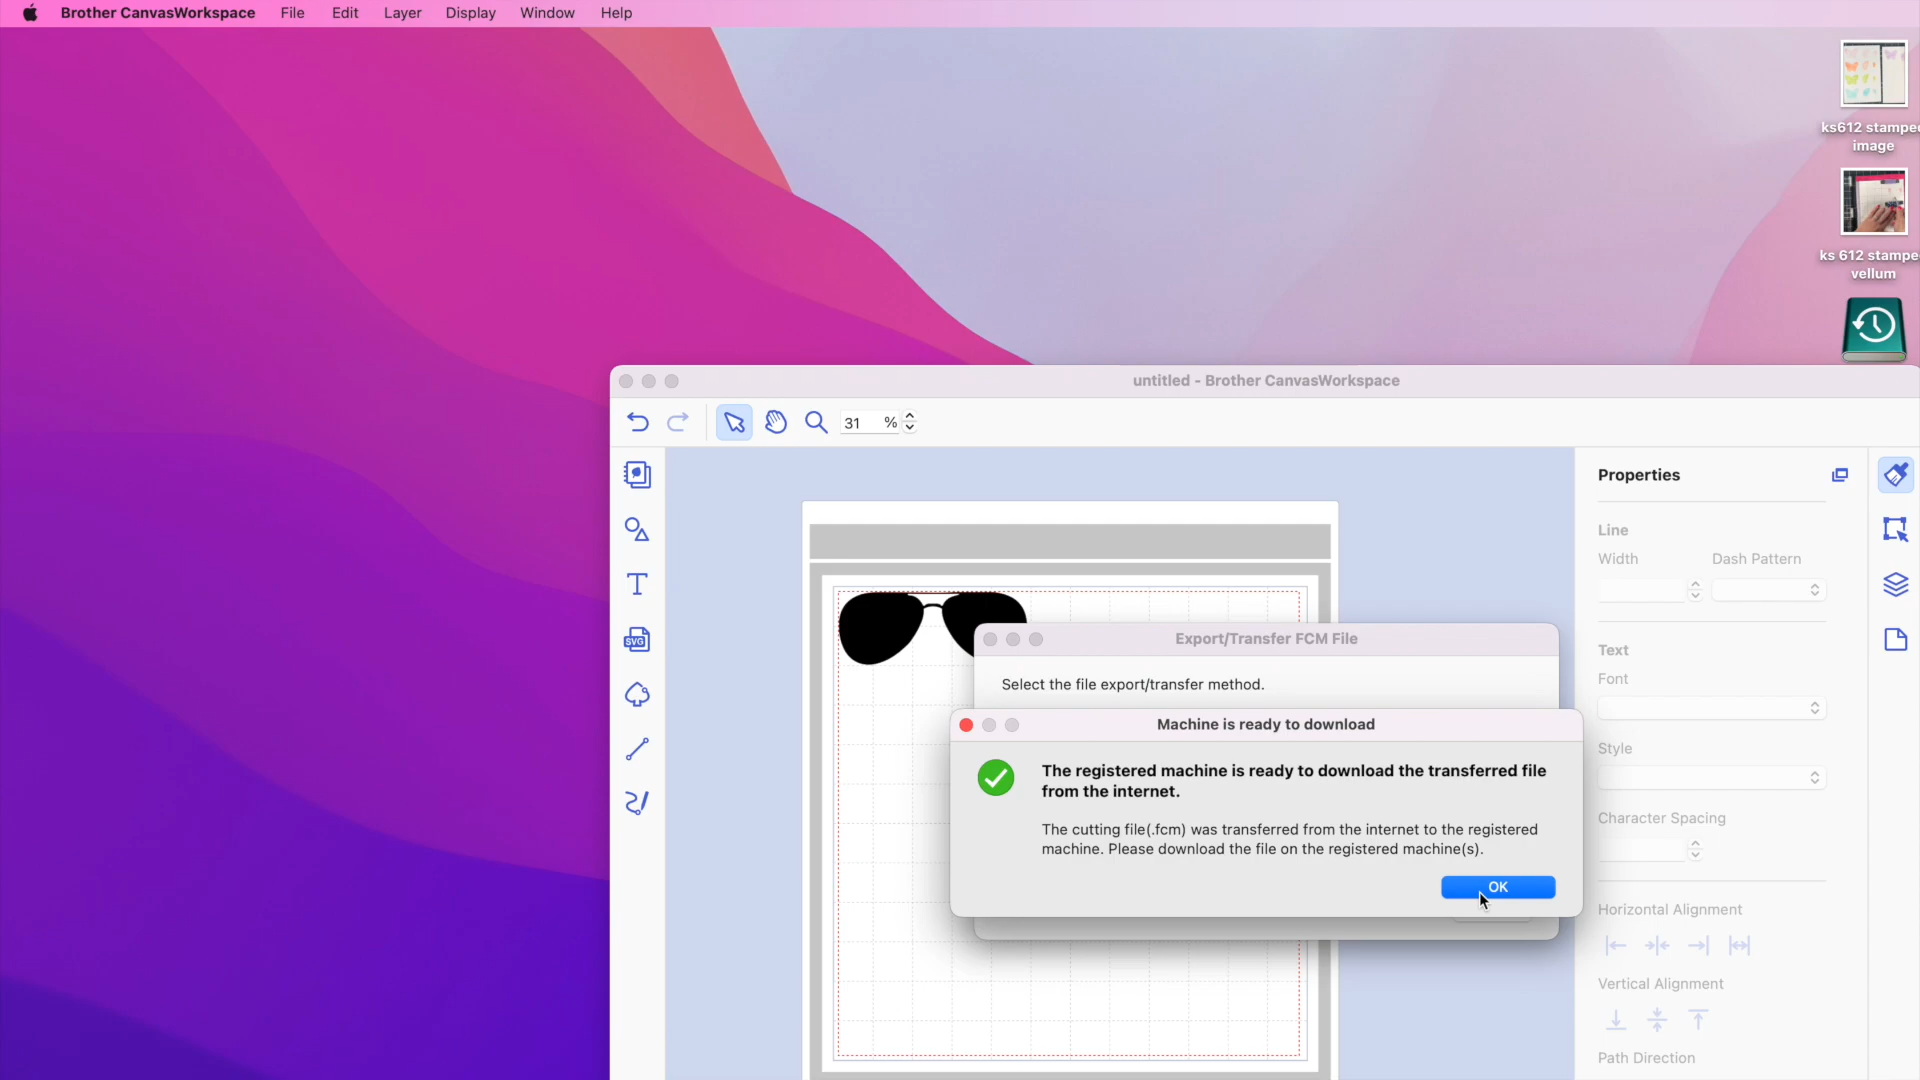 Brother CanvasWorkspace File Edit Layer Display Window Help
ks612 stamped
image
ks 612 stampe
vellum
untitled - Brother CanvasWorkspace
31 %
Properties
Line
Width Dash Pattern
SVG
Export/Transfer FCM File
Text
Select the file export/transfer method.
Font
Machine is ready to download
Style
The registered machine is ready to download the transferred file
from the internet.
Character Spacing
The cutting file(.fcm) was transferred from the internet to the registered
machine. Please download the file on the registered machine(s).
OK
Horizontal Alignment
Vertical Alignment
Path Direction